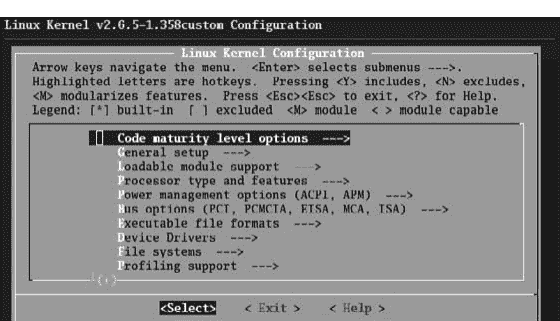 Linux Kernel v2.6.5-1.358custom Configuration
Linux Kernel Configuration
Arrow keys navigate the menu. <Enter> selects submenus --->.
Highlighted letters are hotkeys. Pressing <Y> includes, <N> excludes,
<M> modularizes features. Press <Esc><Esc> to exit, <?> for Help.
Legend: [*] built-in [ ] excluded <M> module < > module capable
Code maturity level options --->
General setup --->
Loadable module support --->
Processor type and features --->
Power management options (ACPI, APM) --->
Bus options (PCI, PCMCIA, EISA, MCA, ISA) --->
Executable file formats --->
Device Drivers --->
File systems --->
Profiling support --->
(+)
<Select> < Exit > < Help >